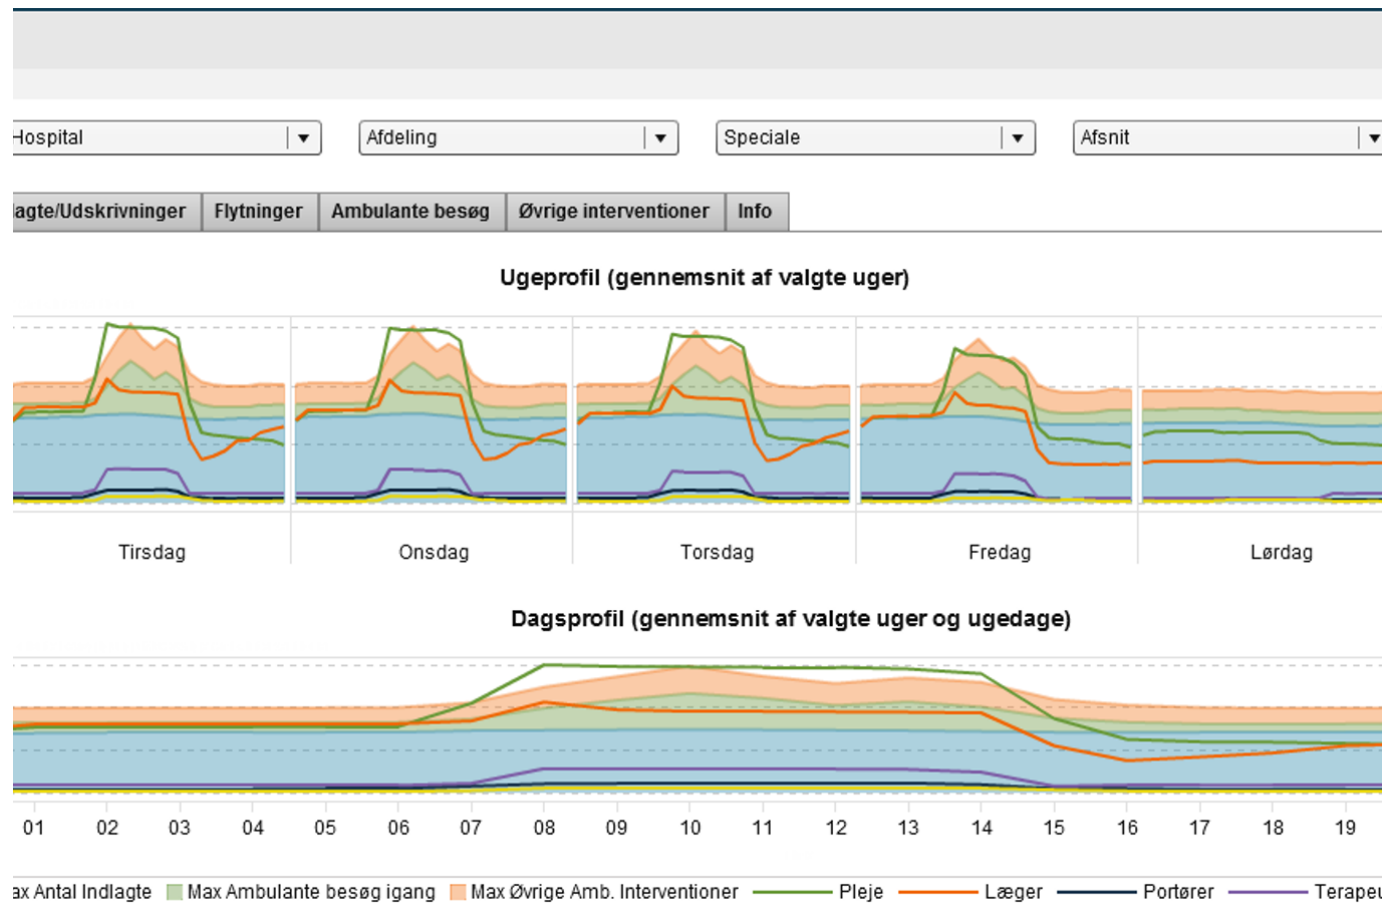 Hospital Afdeling Speciale Afsnit
lagte/Udskrivninger Flytninger Ambulante besøg Øvrige interventioner Info
Ugeprofil (gennemsnit af valgte uger)
Tirsdag Onsdag Torsdag Fredag Lørdag
Dagsprofil (gennemsnit af valgte uger og ugedage)
01 02 03 04 05 06 07 08 09 10 11 12 13 14 15 16 17 18 19
ax Antal Indlagte Max Ambulante besøg igang Max Øvrige Amb. Interventioner Pleje Læger Portører Terapeu